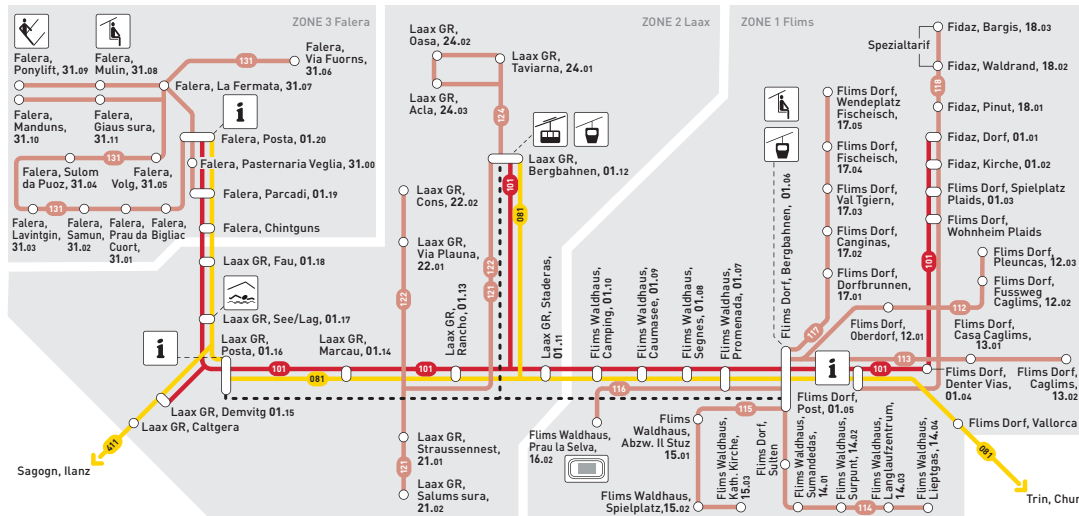 ZONE 3 Falera
ZONE 2 Laax
ZONE 1 Flims
Falera,
Ponylift, 31.09
Falera,
Mulin, 31.08
131
Falera,
Via Fuorns,
31.06
Falera, La Fermata, 31.07
Falera,
Manduns,
31.10
Falera,
Giaus sura,
31.11
i
Falera, Posta, 01.20
131
Falera, Pasternaria Veglia, 31.00
Falera, Sulom
da Puoz, 31.04
Falera,
Volg, 31.05
Falera, Parcadi, 01.19
131
Falera,
Lavintgin,
31.03
Falera,
Samun,
31.02
Falera,
Prau da
Cuort,
31.01
Falera,
Bigliac
Falera, Chintguns
Laax GR, Fau, 01.18
Laax GR, See/Lag, 01.17
i
Laax GR,
Posta, 01.16
101
081
Laax GR,
Marcau, 01.14
101
Laax GR, Demvitg 01.15
Laax GR, Caltgera
411
Sagogn, Ilanz
Laax GR,
Oasa, 24.02
Laax GR,
Taviarna, 24.01
Laax GR,
Acla, 24.03
124
Laax GR,
Bergbahnen, 01.12
101
081
Laax GR,
Cons, 22.02
Laax GR,
Via Plauna,
22.01
122
122
121
Laax GR,
Rancho, 01.13
Laax GR, Staderas,
01.11
Laax GR,
Straussennest,
21.01
121
Laax GR,
Salums sura,
21.02
Flims Waldhaus,
Camping, 01.10
Flims Waldhaus,
Caumasee, 01.09
Flims Waldhaus,
Segnes, 01.08
Flims Waldhaus,
Promenada, 01.07
Flims Dorf, Bergbahnen, 01.06
116
Flims Waldhaus,
Prau la Selva,
16.02
Flims
Waldhaus,
Abzw. Il Stuz
15.01
115
Flims Waldhaus,
Kath. Kirche,
15.03
Flims Waldhaus,
Spielplatz,15.02
Flims Dorf,
Sulten
Flims Dorf,
Post, 01.05
i
Flims Waldhaus,
Sumandedas,
14.01
Flims Waldhaus,
Surpunt, 14.02
Flims Waldhaus,
Langlaufzentrum,
14.03
Flims Waldhaus,
Lieptgas, 14.04
114
Flims Dorf,
Wendeplatz
Fischeisch,
17.05
Flims Dorf,
Fischeisch,
17.04
Flims Dorf,
Val Tgiern,
17.03
Flims Dorf,
Canginas,
17.02
Flims Dorf,
Dorfbrunnen,
17.01
117
Fidaz, Bargis, 18.03
Spezialtarif
Fidaz, Waldrand, 18.02
118
Fidaz, Pinut, 18.01
Fidaz, Dorf, 01.01
Fidaz, Kirche, 01.02
Flims Dorf, Spielplatz
Plaids, 01.03
Flims Dorf,
Wohnheim Plaids
101
Flims Dorf,
Pleuncas, 12.03
Flims Dorf,
Fussweg
Caglims, 12.02
112
Flims Dorf,
Oberdorf, 12.01
Flims Dorf,
Casa Caglims,
13.01
113
101
Flims Dorf,
Denter Vias,
01.04
Flims Dorf,
Caglims,
13.02
Flims Dorf, Vallorca
081
Trin, Chur